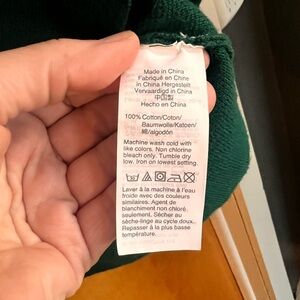 Made in China
Fabriqué en Chine
in China Hergestellt
Vervaardigd in China
中国製
Hecho en China
100% Cotton/Coton/
Baumwolle/Katoen/
綿/algodón
Machine wash cold with
like colors. Non chlorine
bleach only. Tumble dry
low. Iron on lowest setting.
Laver à la machine à l'eau
froide avec des couleurs
similaires. Agent de
blanchiment non chloré
seulement. Sécher au
sèche-linge au cycle doux.
Repasser à la plus basse
température.